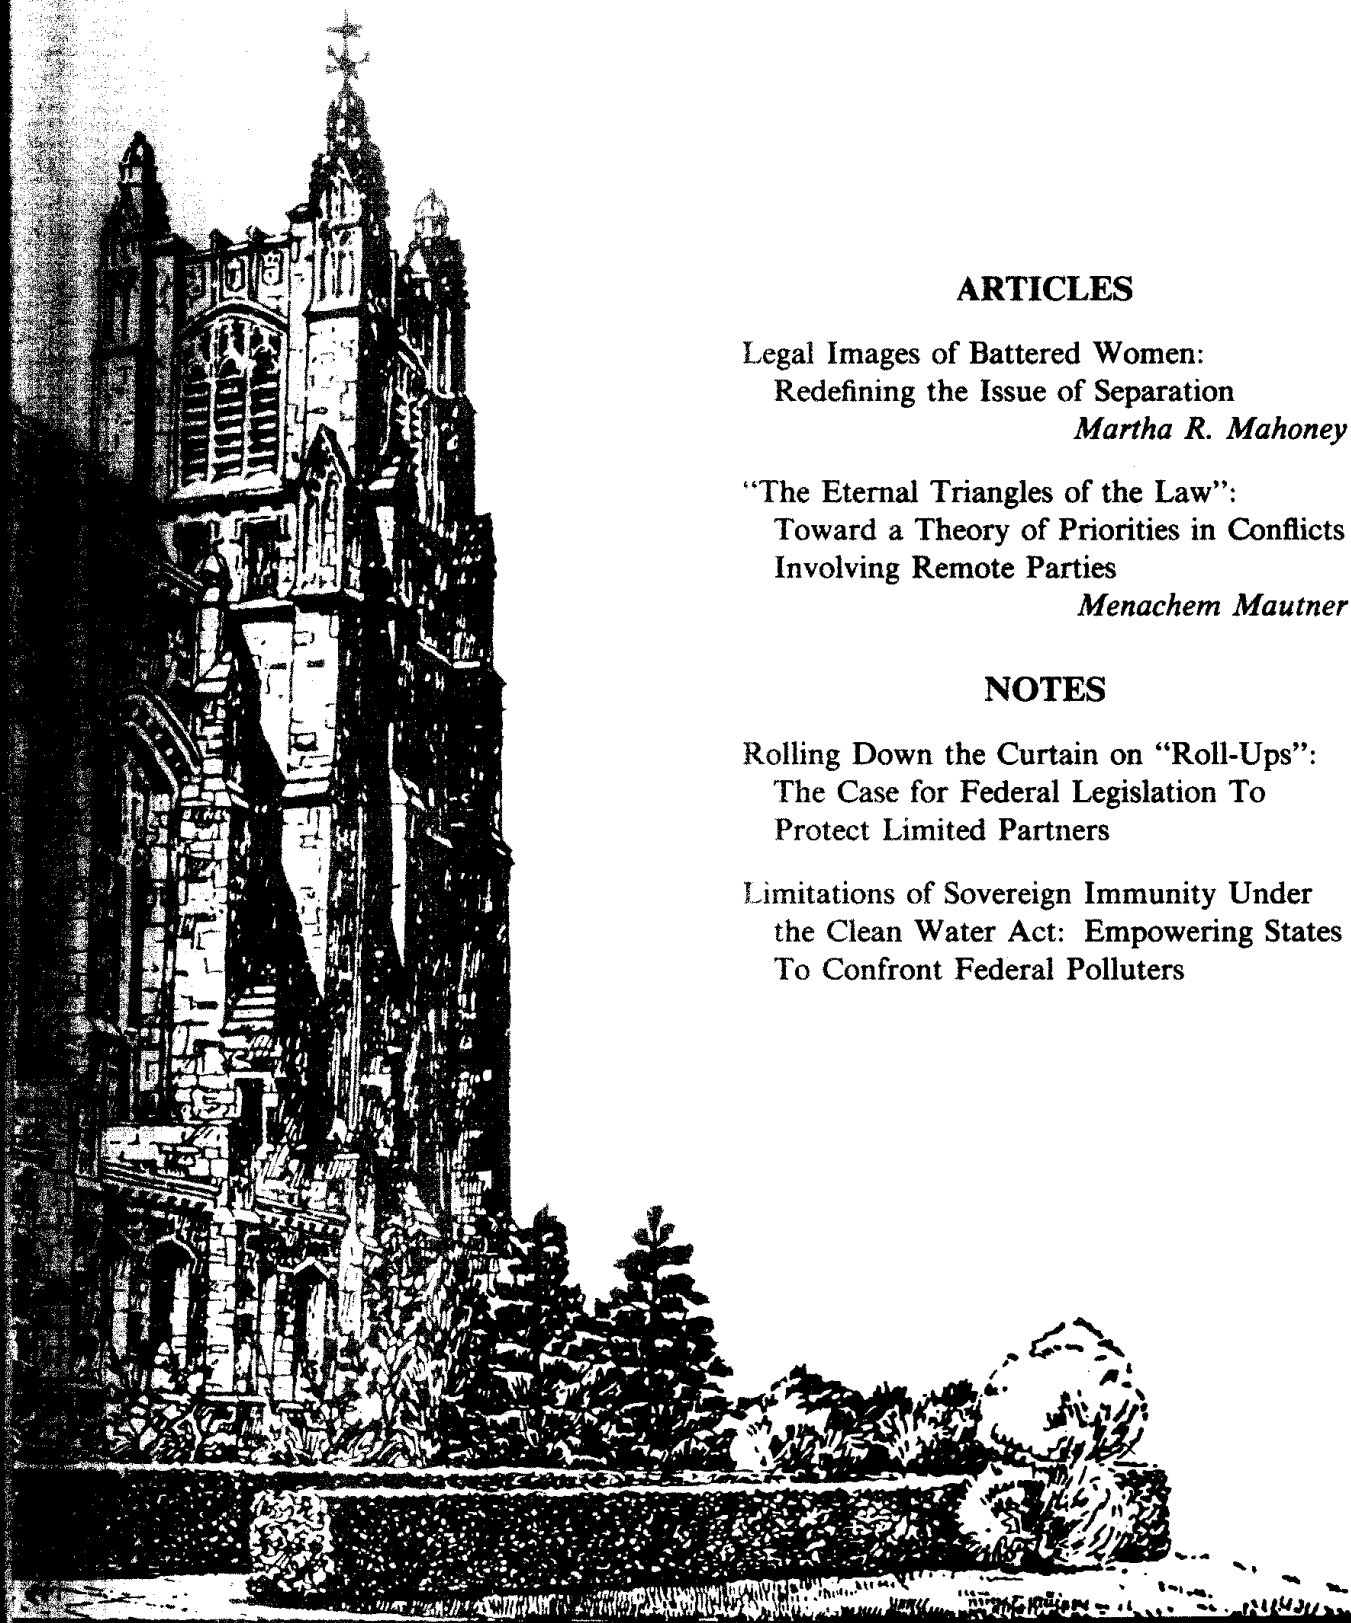 ARTICLES
Legal Images of Battered Women:
Redefining the Issue of Separation
Martha R. Mahoney
“The Eternal Triangles of the Law”:
Toward a Theory of Priorities in Conflicts
Involving Remote Parties
Menachem Mautner
NOTES
Rolling Down the Curtain on “Roll-Ups”:
The Case for Federal Legislation To
Protect Limited Partners
Limitations of Sovereign Immunity Under
the Clean Water Act: Empowering States
To Confront Federal Polluters